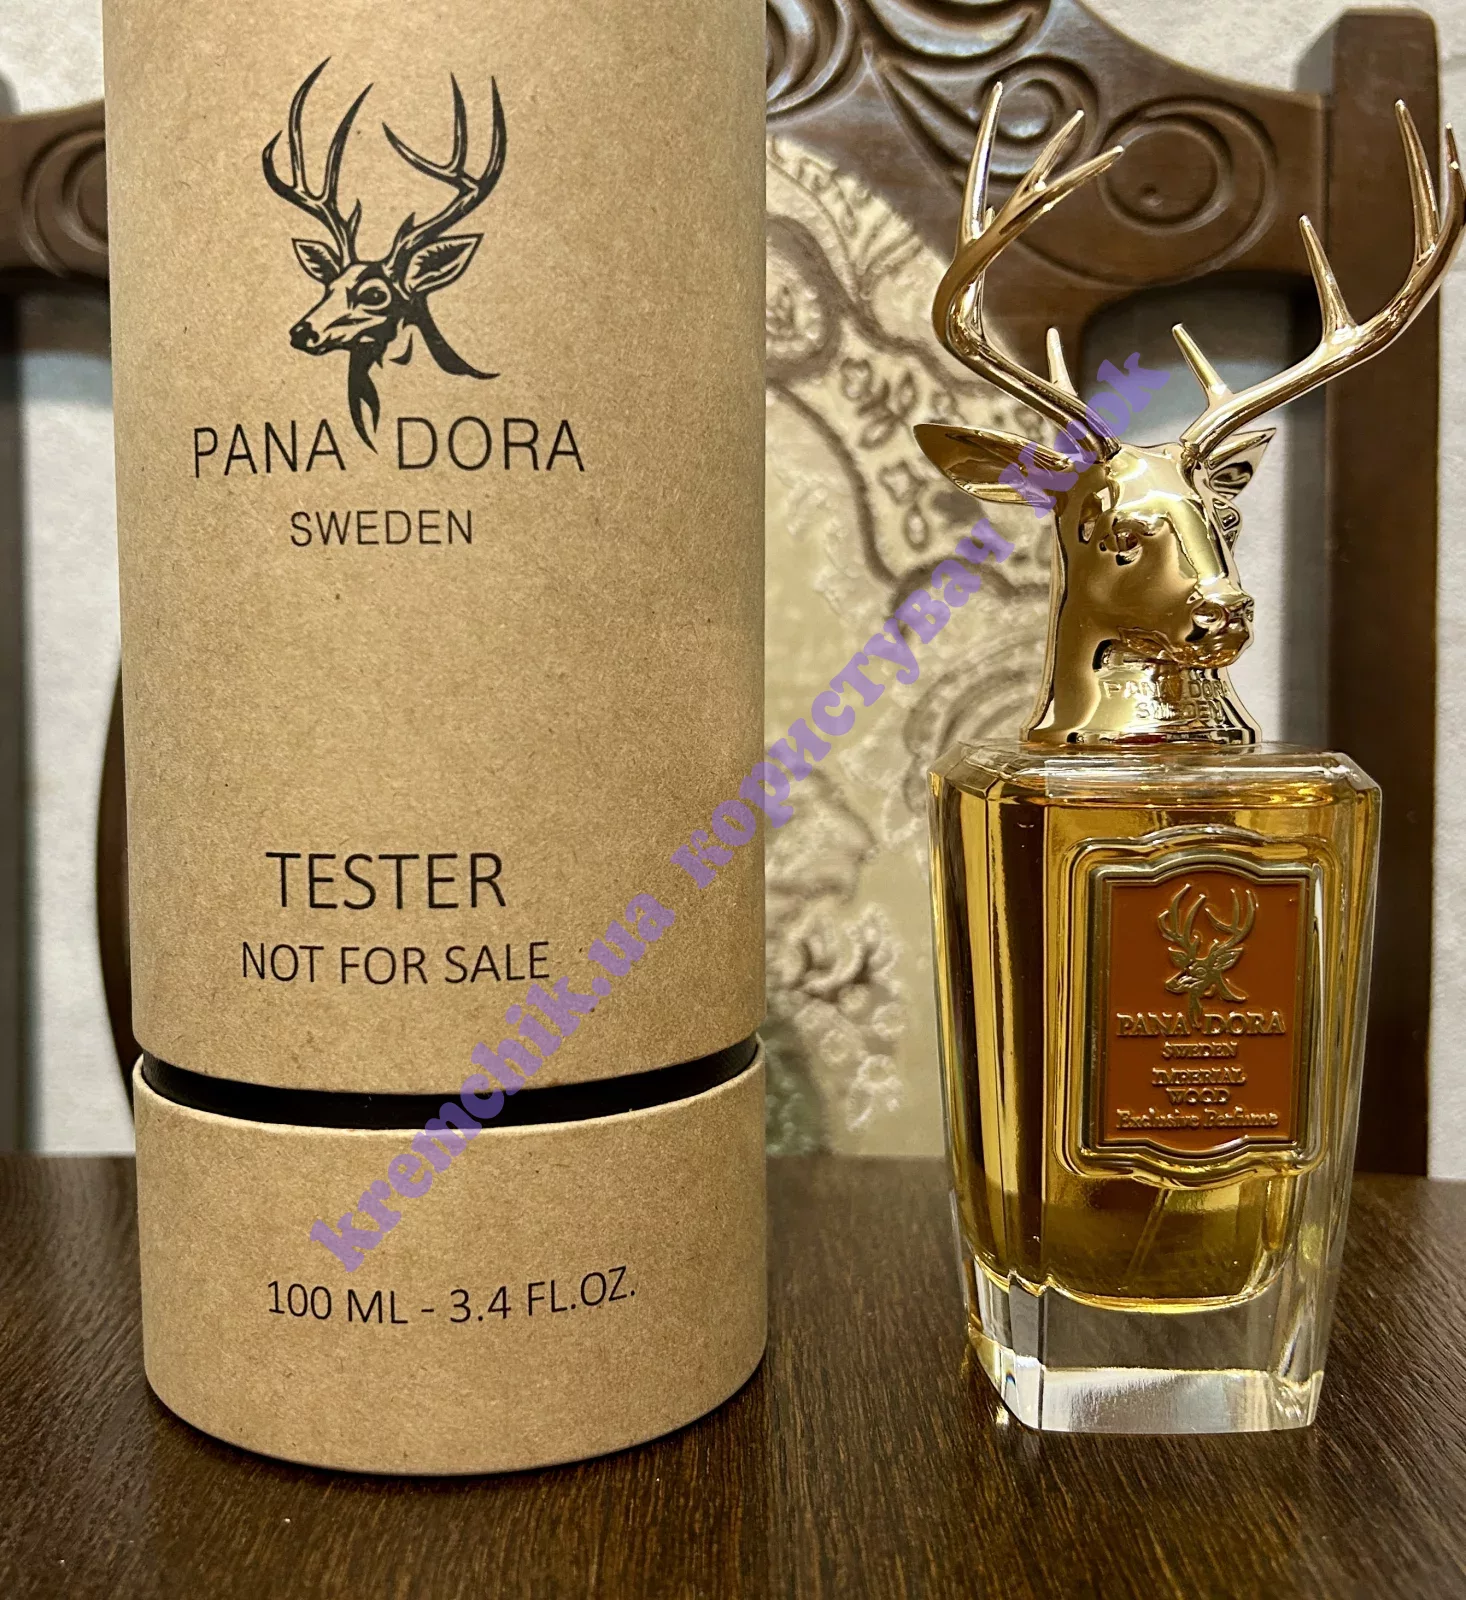 PANA DORA
SWEDEN
TESTER
NOT FOR SALE
100 ML - 3.4 FL.OZ.
PANA DORA
SWEDEN
PANA DORA
SWEDEN
IMPERIAL
WOOD
Exclusive Perfume
kremchik.ua користувач Кзок